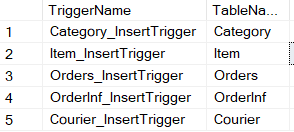 TriggerName TableNa...
1 Category_InsertTrigger Category
2 Item_InsertTrigger Item
3 Orders_InsertTrigger Orders
4 OrderInf_InsertTrigger OrderInf
5 Courier_InsertTrigger Courier